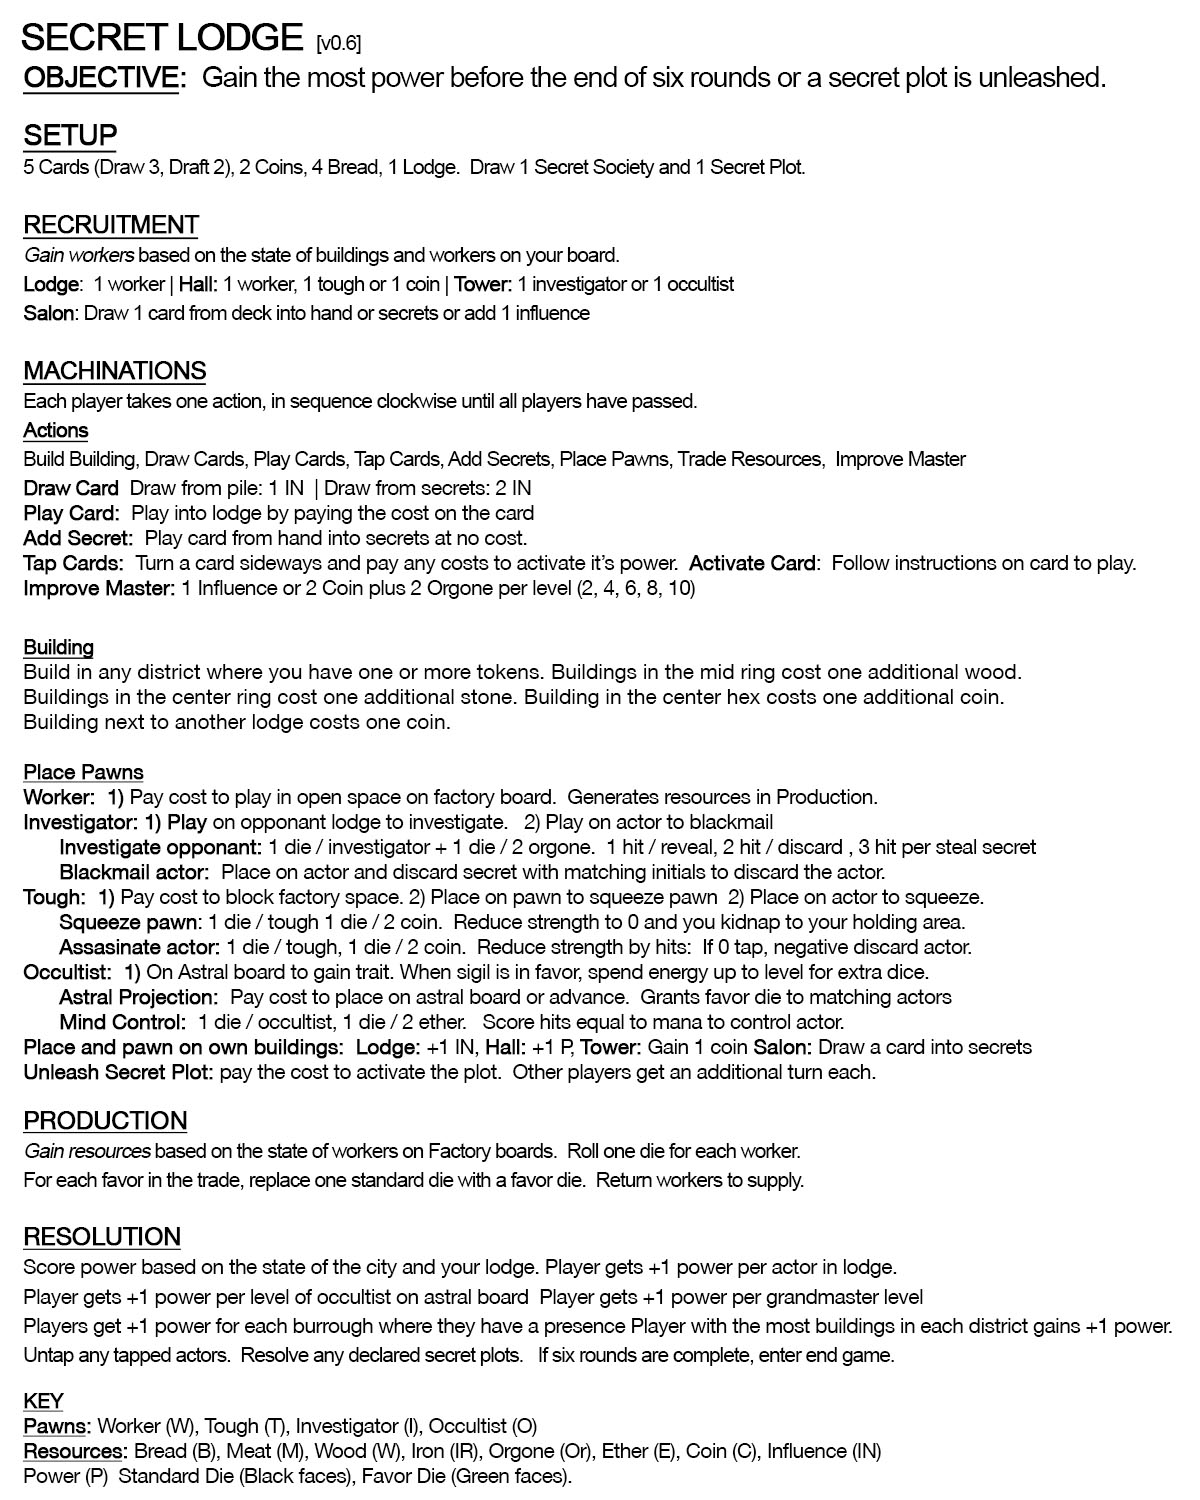 SECRET LODGE [v0.6]
OBJECTIVE: Gain the most power before the end of six rounds or a secret plot is unleashed.
SETUP
5 Cards (Draw 3, Draft 2), 2 Coins, 4 Bread, 1 Lodge. Draw 1 Secret Society and 1 Secret Plot.
RECRUITMENT
Gain workers based on the state of buildings and workers on your board.
Lodge: 1 worker | Hall: 1 worker, 1 tough or 1 coin | Tower: 1 investigator or 1 occultist
Salon: Draw 1 card from deck into hand or secrets or add 1 influence
MACHINATIONS
Each player takes one action, in sequence clockwise until all players have passed.
Actions
Build Building, Draw Cards, Play Cards, Tap Cards, Add Secrets, Place Pawns, Trade Resources, Improve Master
Draw Card Draw from pile: 1 IN | Draw from secrets: 2 IN
Play Card: Play into lodge by paying the cost on the card
Add Secret: Play card from hand into secrets at no cost.
Tap Cards: Turn a card sideways and pay any costs to activate it's power. Activate Card: Follow instructions on card to play.
Improve Master: 1 Influence or 2 Coin plus 2 Orgone per level (2, 4, 6, 8, 10)
Building
Build in any district where you have one or more tokens. Buildings in the mid ring cost one additional wood.
Buildings in the center ring cost one additional stone. Building in the center hex costs one additional coin.
Building next to another lodge costs one coin.
Place Pawns
Worker: 1) Pay cost to play in open space on factory board. Generates resources in Production.
Investigator: 1) Play on opponant lodge to investigate. 2) Play on actor to blackmail
Investigate opponant: 1 die / investigator + 1 die / 2 orgone. 1 hit / reveal, 2 hit / discard , 3 hit per steal secret
Blackmail actor: Place on actor and discard secret with matching initials to discard the actor.
Tough: 1) Pay cost to block factory space. 2) Place on pawn to squeeze pawn 2) Place on actor to squeeze.
Squeeze pawn: 1 die / tough 1 die / 2 coin. Reduce strength to 0 and you kidnap to your holding area.
Assasinate actor: 1 die / tough, 1 die / 2 coin. Reduce strength by hits: If 0 tap, negative discard actor.
Occultist: 1) On Astral board to gain trait. When sigil is in favor, spend energy up to level for extra dice.
Astral Projection: Pay cost to place on astral board or advance. Grants favor die to matching actors
Mind Control: 1 die / occultist, 1 die / 2 ether. Score hits equal to mana to control actor.
Place and pawn on own buildings: Lodge: +1 IN, Hall: +1 P, Tower: Gain 1 coin Salon: Draw a card into secrets
Unleash Secret Plot: pay the cost to activate the plot. Other players get an additional turn each.
PRODUCTION
Gain resources based on the state of workers on Factory boards. Roll one die for each worker.
For each favor in the trade, replace one standard die with a favor die. Return workers to supply.
RESOLUTION
Score power based on the state of the city and your lodge. Player gets +1 power per actor in lodge.
Player gets +1 power per level of occultist on astral board Player gets +1 power per grandmaster level
Players get +1 power for each burrough where they have a presence Player with the most buildings in each district gains +1 power.
Untap any tapped actors. Resolve any declared secret plots. If six rounds are complete, enter end game.
KEY
Pawns: Worker (W), Tough (T), Investigator (I), Occultist (O)
Resources: Bread (B), Meat (M), Wood (W), Iron (IR), Orgone (Or), Ether (E), Coin (C), Influence (IN)
Power (P) Standard Die (Black faces), Favor Die (Green faces).